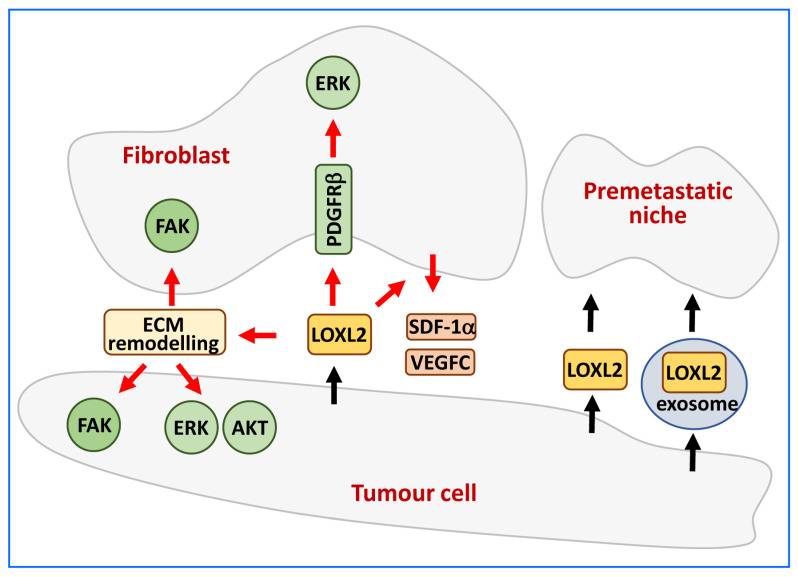 ERK
Fibroblast
PDGFRβ
FAK
Premetastatic
niche
ECM
remodelling
LOXL2
SDF-1α
VEGFC
LOXL2
LOXL2
exosome
FAK
ERK
AKT
Tumour cell